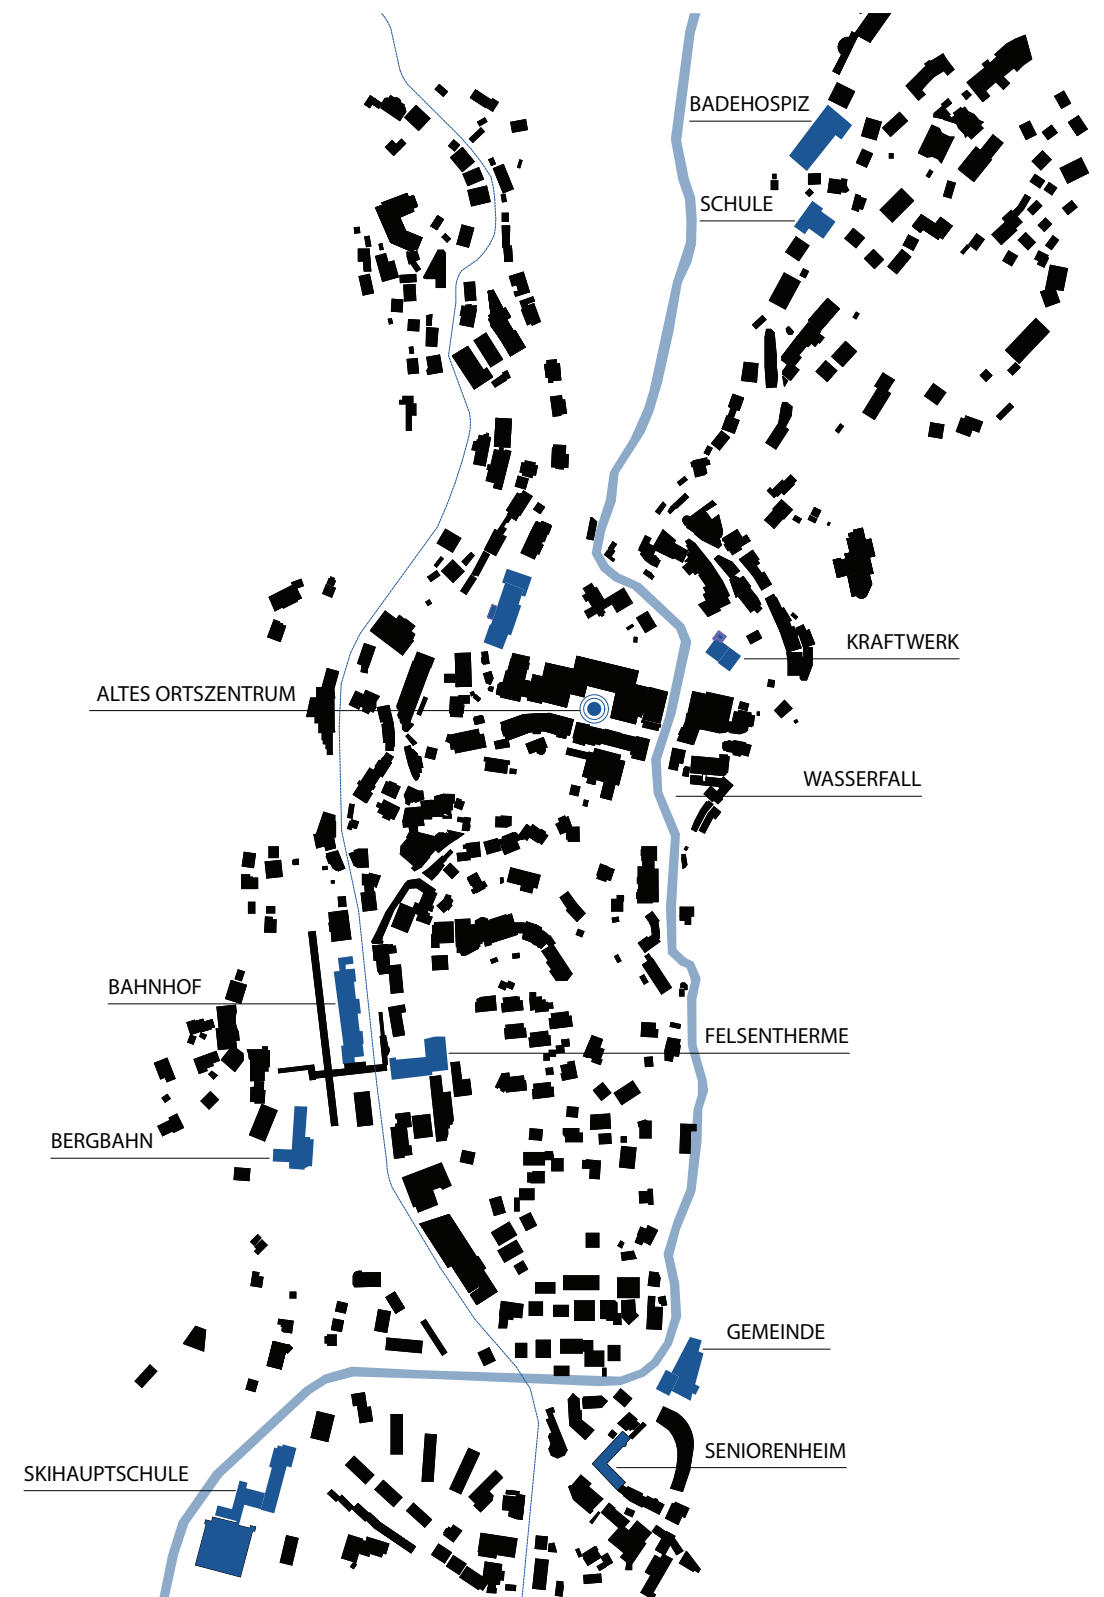 BADEHOSPIZ
SCHULE
KRAFTWERK
ALTES ORTSZENTRUM
WASSERFALL
BAHNHOF
FELSENTHERME
BERGBAHN
GEMEINDE
SENIORENHEIM
SKIHAUPTSCHULE